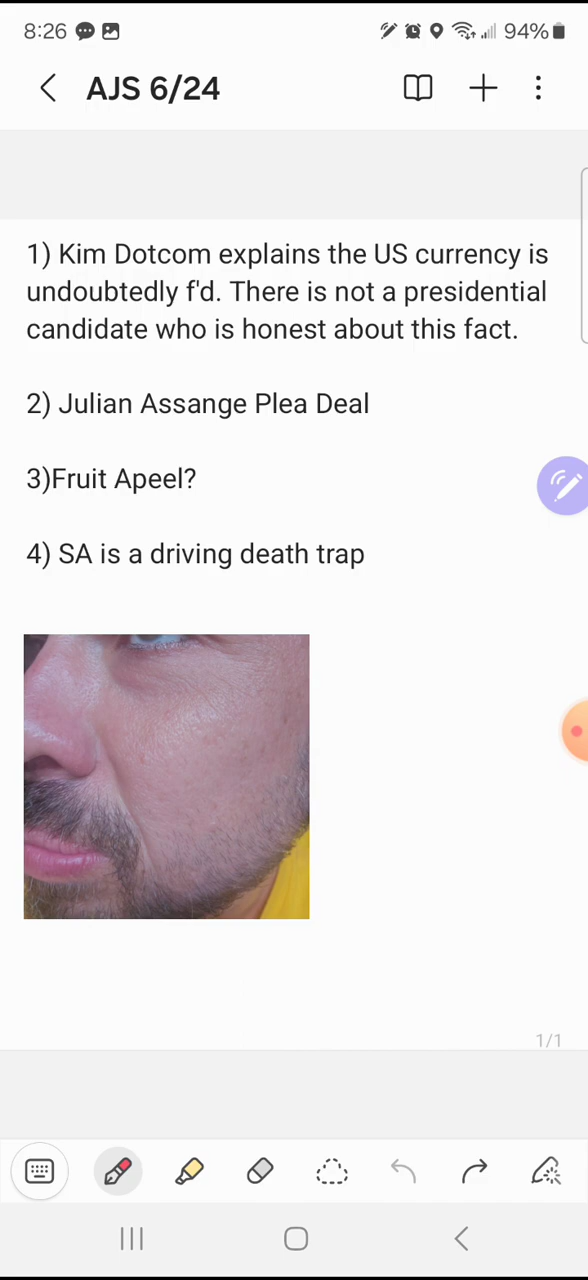 8:26 94%
AJS 6/24
1) Kim Dotcom explains the US currency is
undoubtedly f'd. There is not a presidential
candidate who is honest about this fact.
2) Julian Assange Plea Deal
3)Fruit Apeel?
4) SA is a driving death trap
1/1